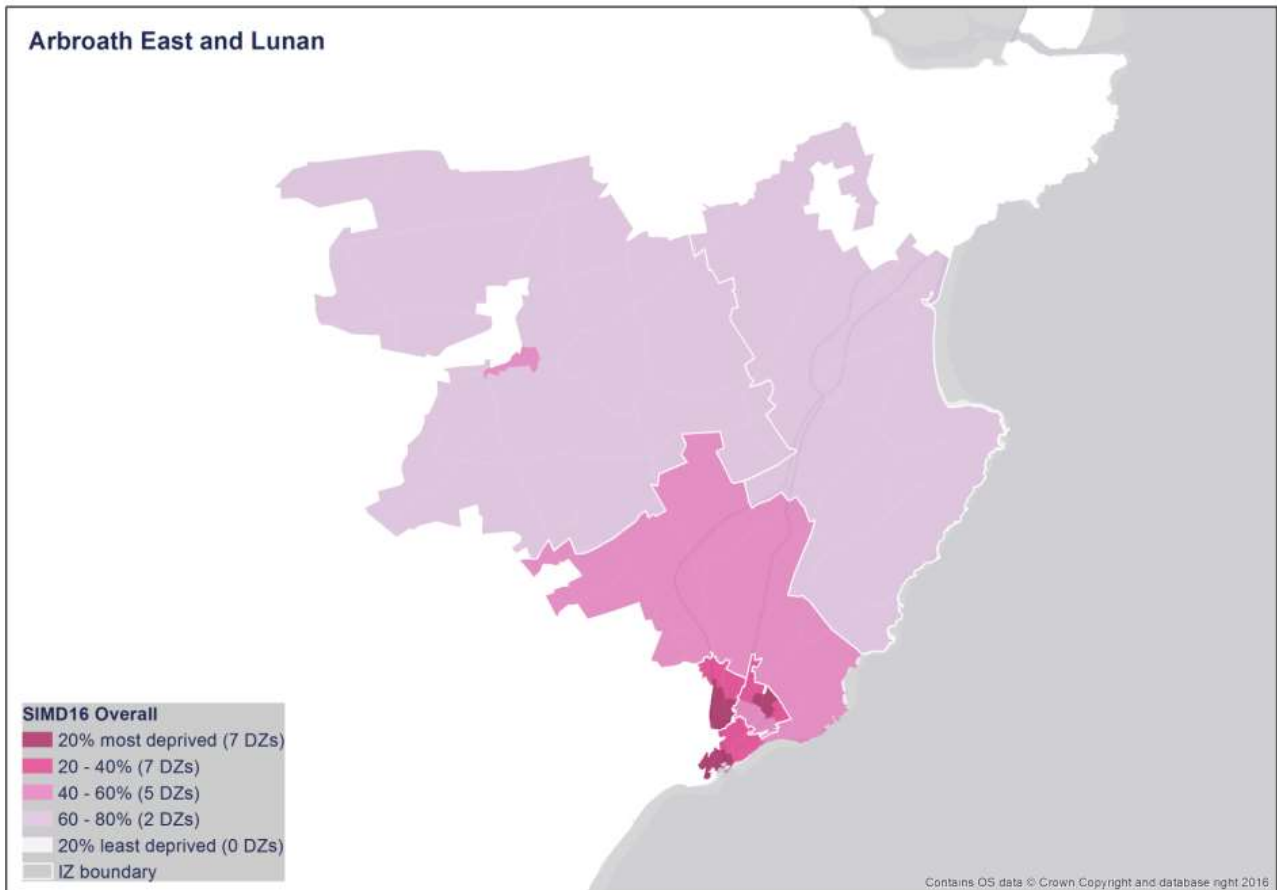 Arbroath East and Lunan
SIMD16 Overall
20% most deprived (7 DZs)
20 - 40% (7 DZs)
40 - 60% (5 DZs)
60 - 80% (2 DZs)
20% least deprived (0 DZs)
IZ boundary
Contains OS data © Crown Copyright and database right 2016